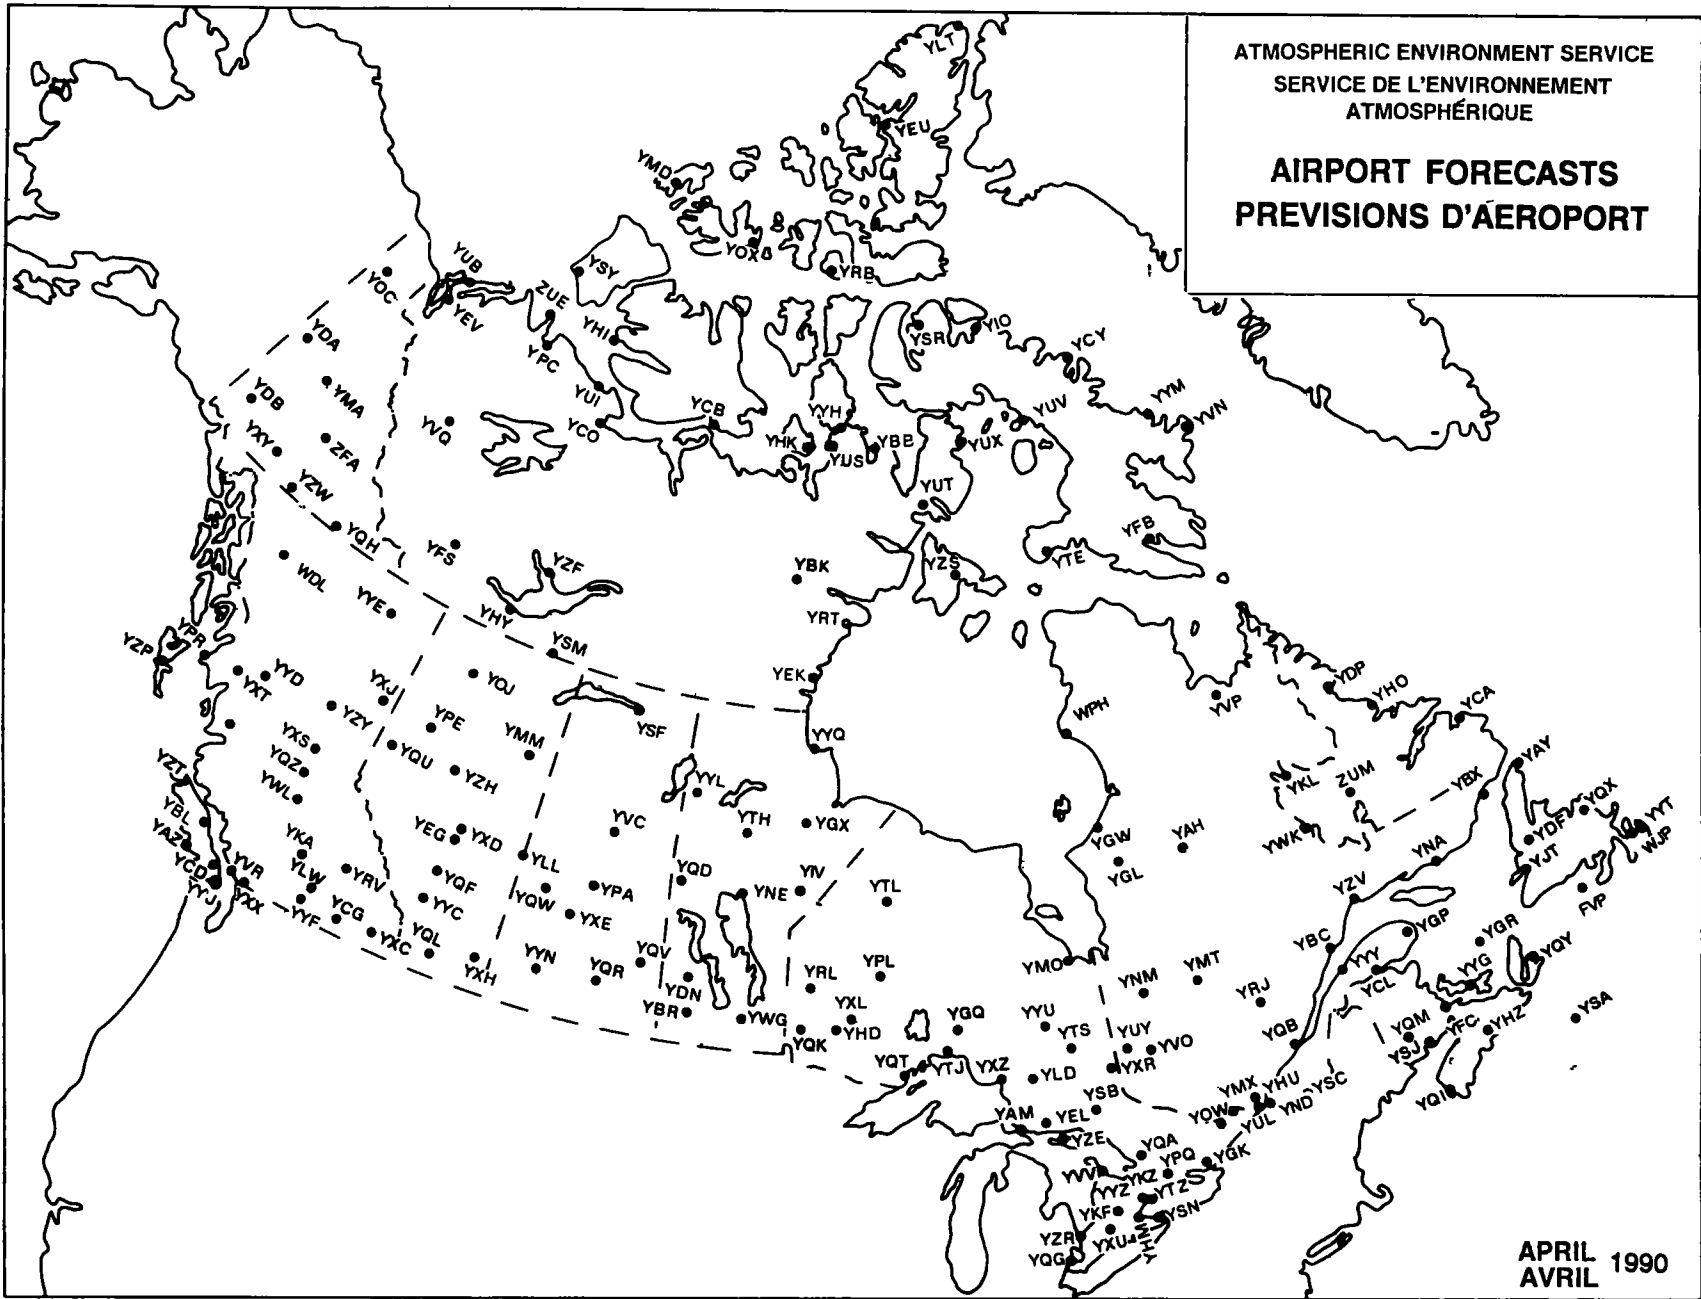 ATMOSPHERIC ENVIRONMENT SERVICE
SERVICE DE L'ENVIRONNEMENT
ATMOSPHÉRIQUE
AIRPORT FORECASTS
PREVISIONS D'AÉROPORT
YLT
YEU
YMD
YOX
YRB
YUB
YSY
YOC
YEV
ZUE
YHI
YSR
YIO
YCY
YDA
YPC
YDB
YMA
YUI
YCB
YYH
YUV
YYM
YVN
YXY
YVQ
YCO
YHK
YUS
YBB
YUX
ZFA
YZW
YUT
YQH
YFS
YFB
YTE
WDL
YZF
YBK
YZS
YYE
YHY
YRT
YZP
YPR
YSM
YYD
YXT
YXJ
YOJ
YEK
YDP
YHO
YVP
YCA
YZY
YPE
YSF
WPH
YXS
YQU
YMM
YYQ
YQZ
YZH
YZT
YWL
YYL
YKL
ZUM
YBX
YAY
YQX
YBL
YVC
YTH
YGX
YGW
YAH
YWK
YDF
YYT
WJP
YAZ
YKA
YEG
YXD
YLL
YGL
YNA
YJT
YCD
YVR
YLW
YRV
YQF
YQW
YPA
YQD
YNE
YIV
YTL
YZV
FVP
YYJ
YXX
YYF
YCG
YYC
YXE
YXC
YQL
YXH
YYN
YQR
YQV
YDN
YRL
YPL
YMO
YNM
YMT
YBC
YYY
YGP
YGR
YQY
YCL
YYG
YBR
YWG
YQK
YXL
YHD
YGQ
YYU
YTS
YUY
YVO
YRJ
YQB
YQM
YFC
YHZ
YSA
YSJ
YQT
YTJ
YXZ
YLD
YXR
YSB
YMX
YHU
YSC
YQI
YAM
YEL
YOW
YUL
YND
YZE
YQA
YPQ
YGK
YVV
YKZ
YYZ
YTZ
YKF
YSN
YZR
YXU
WHA
YQG
APRIL
AVRIL
1990